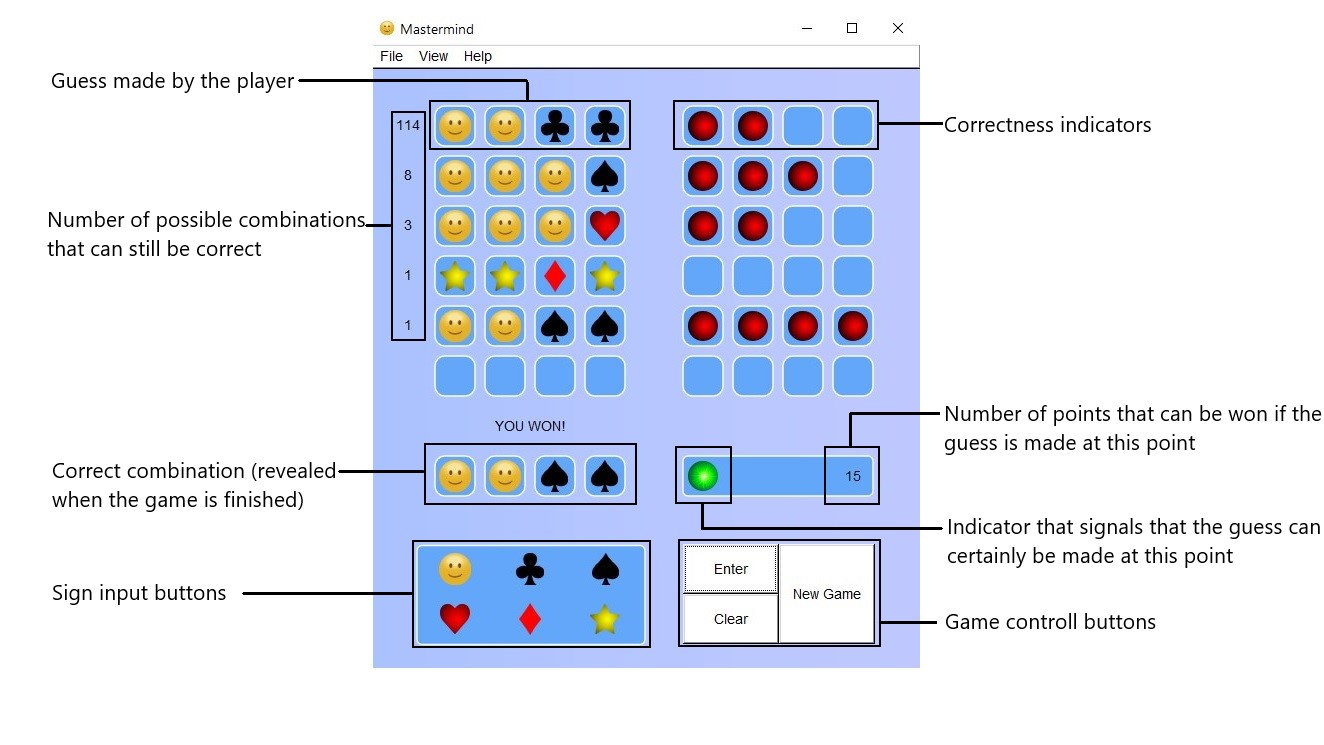 Mastermind
File View Help
Guess made by the player
114
Correctness indicators
8
Number of possible combinations
that can still be correct
3
1
1
Number of points that can be won if the
guess is made at this point
YOU WON!
Correct combination (revealed
when the game is finished)
15
Indicator that signals that the guess can
certainly be made at this point
Sign input buttons
Enter
New Game
Clear
Game controll buttons